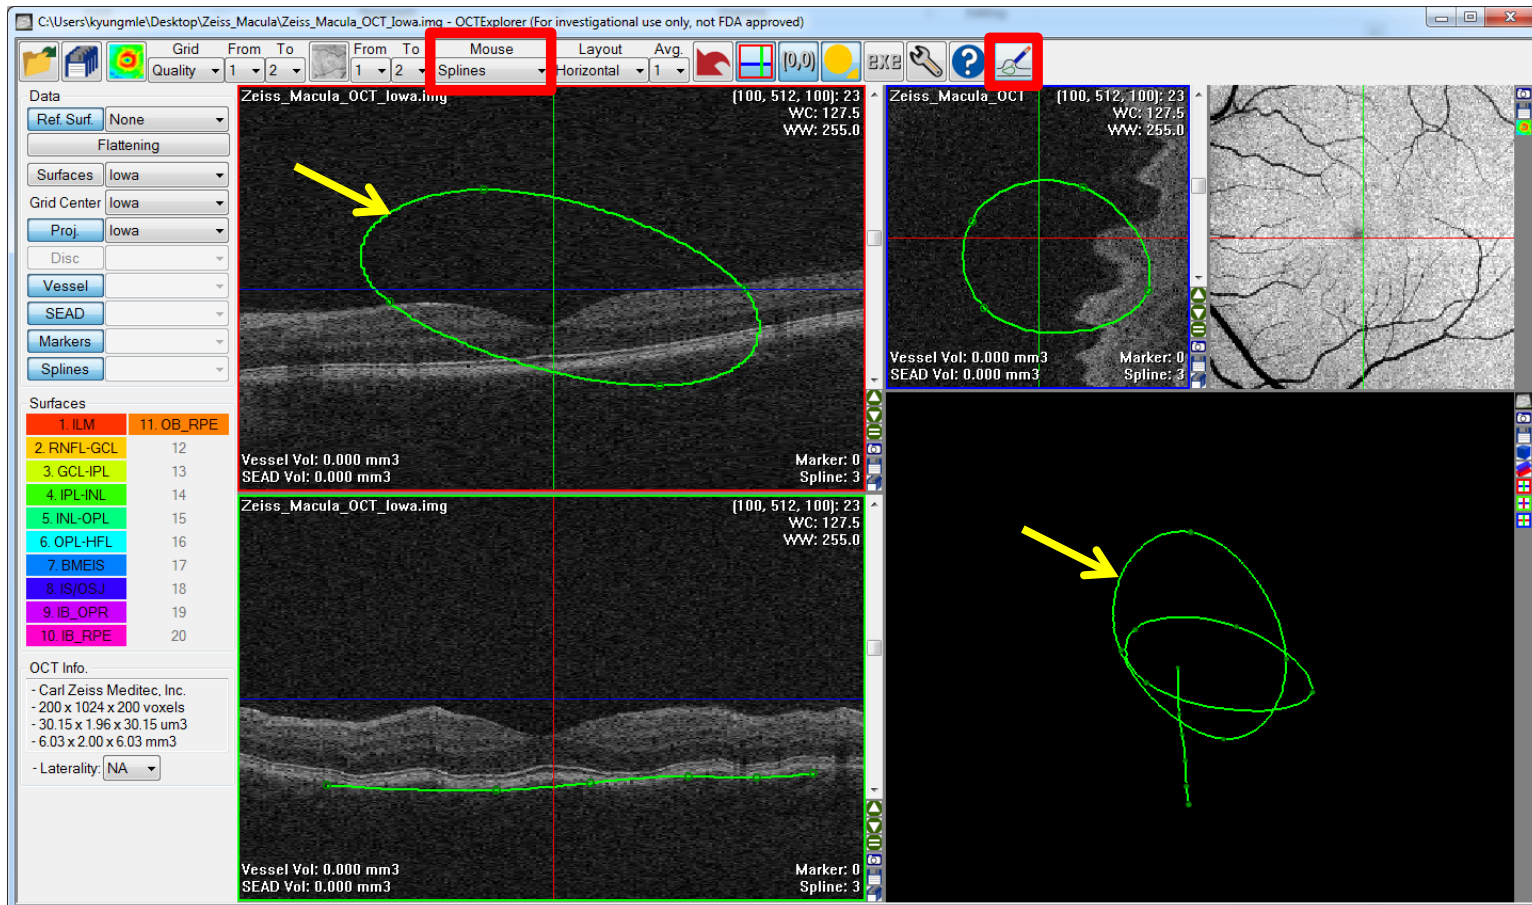 C:\Users\kyungmle\Desktop\Zeiss_Macula\Zeiss_Macula_OCT_Iowa.img - OCTExplorer (For investigational use only, not FDA approved)
Grid From To From To Mouse Layout Avg.
Quality 1 2 1 2 Splines Horizontal 1 (0,0) EXE ?
Data
Ref. Surf. None
Flattening
Surfaces Iowa
Grid Center Iowa
Proj. Iowa
Disc
Vessel
SEAD
Markers
Splines
Surfaces
1. ILM 11. OB_RPE
2. RNFL-GCL 12
3. GCL-IPL 13
4. IPL-INL 14
5. INL-OPL 15
6. OPL-HFL 16
7. BMEIS 17
8. IS/OSJ 18
9. IB_OPR 19
10. IB_RPE 20
OCT Info.
- Carl Zeiss Meditec, Inc.
- 200 x 1024 x 200 voxels
- 30.15 x 1.96 x 30.15 um3
- 6.03 x 2.00 x 6.03 mm3
- Laterality: NA
Zeiss_Macula_OCT_Iowa.img (100, 512, 100): 23
WC: 127.5
WW: 255.0
Vessel Vol: 0.000 mm3 Marker: 0
SEAD Vol: 0.000 mm3 Spline: 3
Zeiss_Macula_OCT (100, 512, 100): 23
WC: 127.5
WW: 255.0
Vessel Vol: 0.000 mm3 Marker: 0
SEAD Vol: 0.000 mm3 Spline: 3
Zeiss_Macula_OCT_Iowa.img (100, 512, 100): 23
WC: 127.5
WW: 255.0
Vessel Vol: 0.000 mm3 Marker: 0
SEAD Vol: 0.000 mm3 Spline: 3